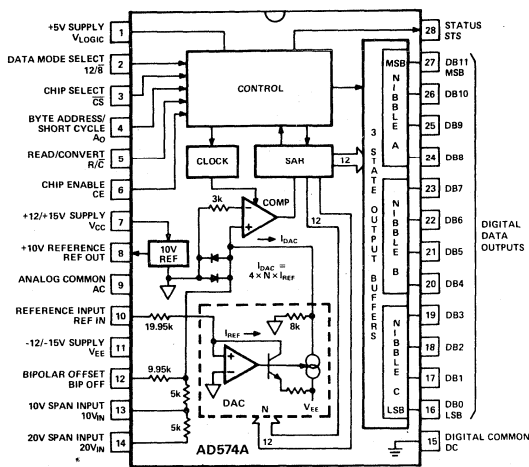 +5V SUPPLY
VLOGIC
1
DATA MODE SELECT
12/8̅
2
CHIP SELECT
C̅S̅
3
BYTE ADDRESS/
SHORT CYCLE
AO
4
READ/CONVERT
R/C̅
5
CHIP ENABLE
CE
6
+12/+15V SUPPLY
VCC
7
+10V REFERENCE
REF OUT
8
ANALOG COMMON
AC
9
REFERENCE INPUT
REF IN
10
-12/-15V SUPPLY
VEE
11
BIPOLAR OFFSET
BIP OFF
12
10V SPAN INPUT
10VIN
13
20V SPAN INPUT
20VIN
14
CONTROL
CLOCK
SAR
12
COMP
3k
12
10V
REF
IDAC
IDAC =
4 × N × IREF
19.95k
IREF
8k
9.95k
5k
5k
DAC
N
VEE
12
AD574A
3 STATE OUTPUT BUFFERS
MSB
NIBBLE A
NIBBLE B
NIBBLE C
LSB
28
STATUS
STS
27
DB11
MSB
26
DB10
25
DB9
24
DB8
23
DB7
22
DB6
21
DB5
20
DB4
19
DB3
18
DB2
17
DB1
16
DB0
LSB
15
DIGITAL COMMON
DC
DIGITAL
DATA
OUTPUTS